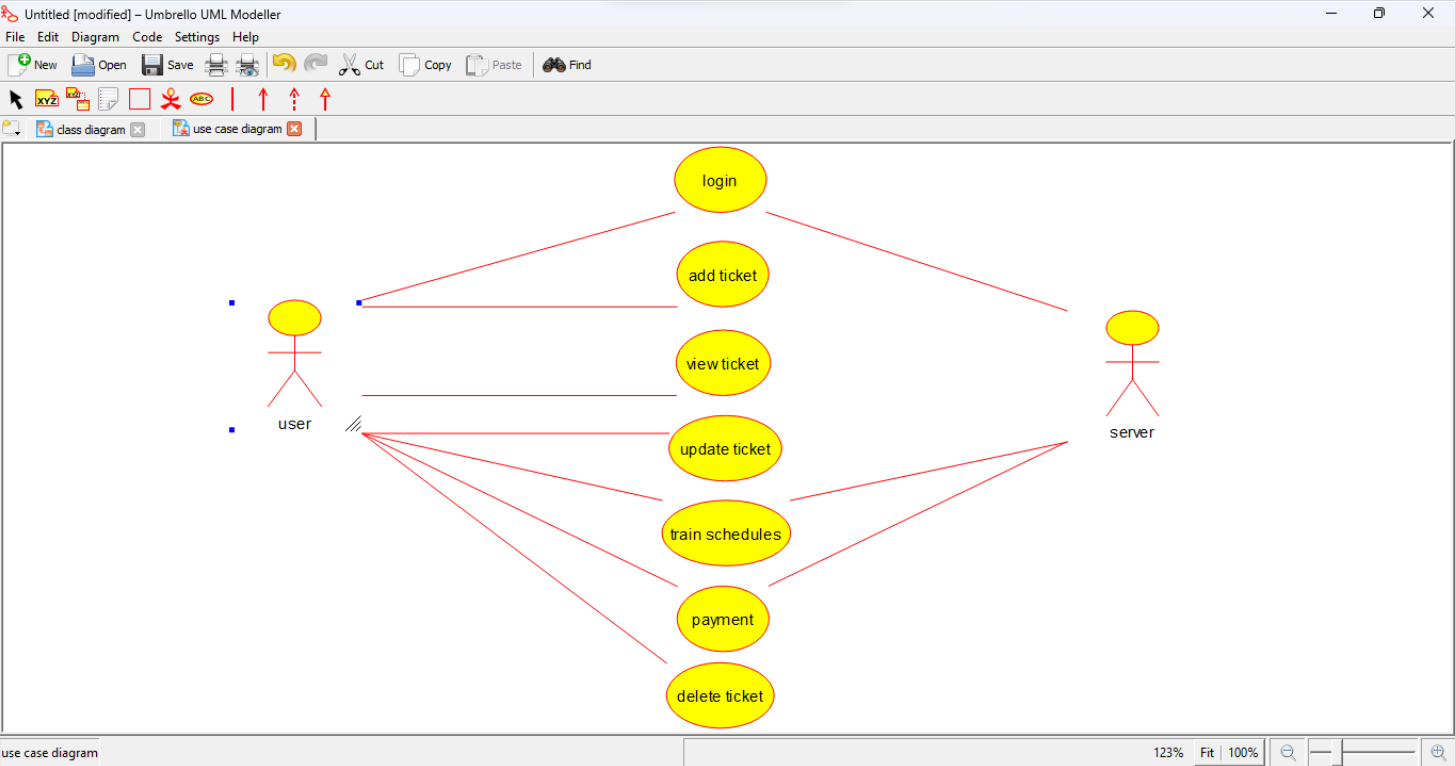 Untitled [modified] – Umbrello UML Modeller
File Edit Diagram Code Settings Help
New Open Save Cut Copy Paste Find
XYZ ABC
class diagram use case diagram
login
add ticket
view ticket
user
update ticket
server
train schedules
payment
delete ticket
use case diagram 123% Fit 100%